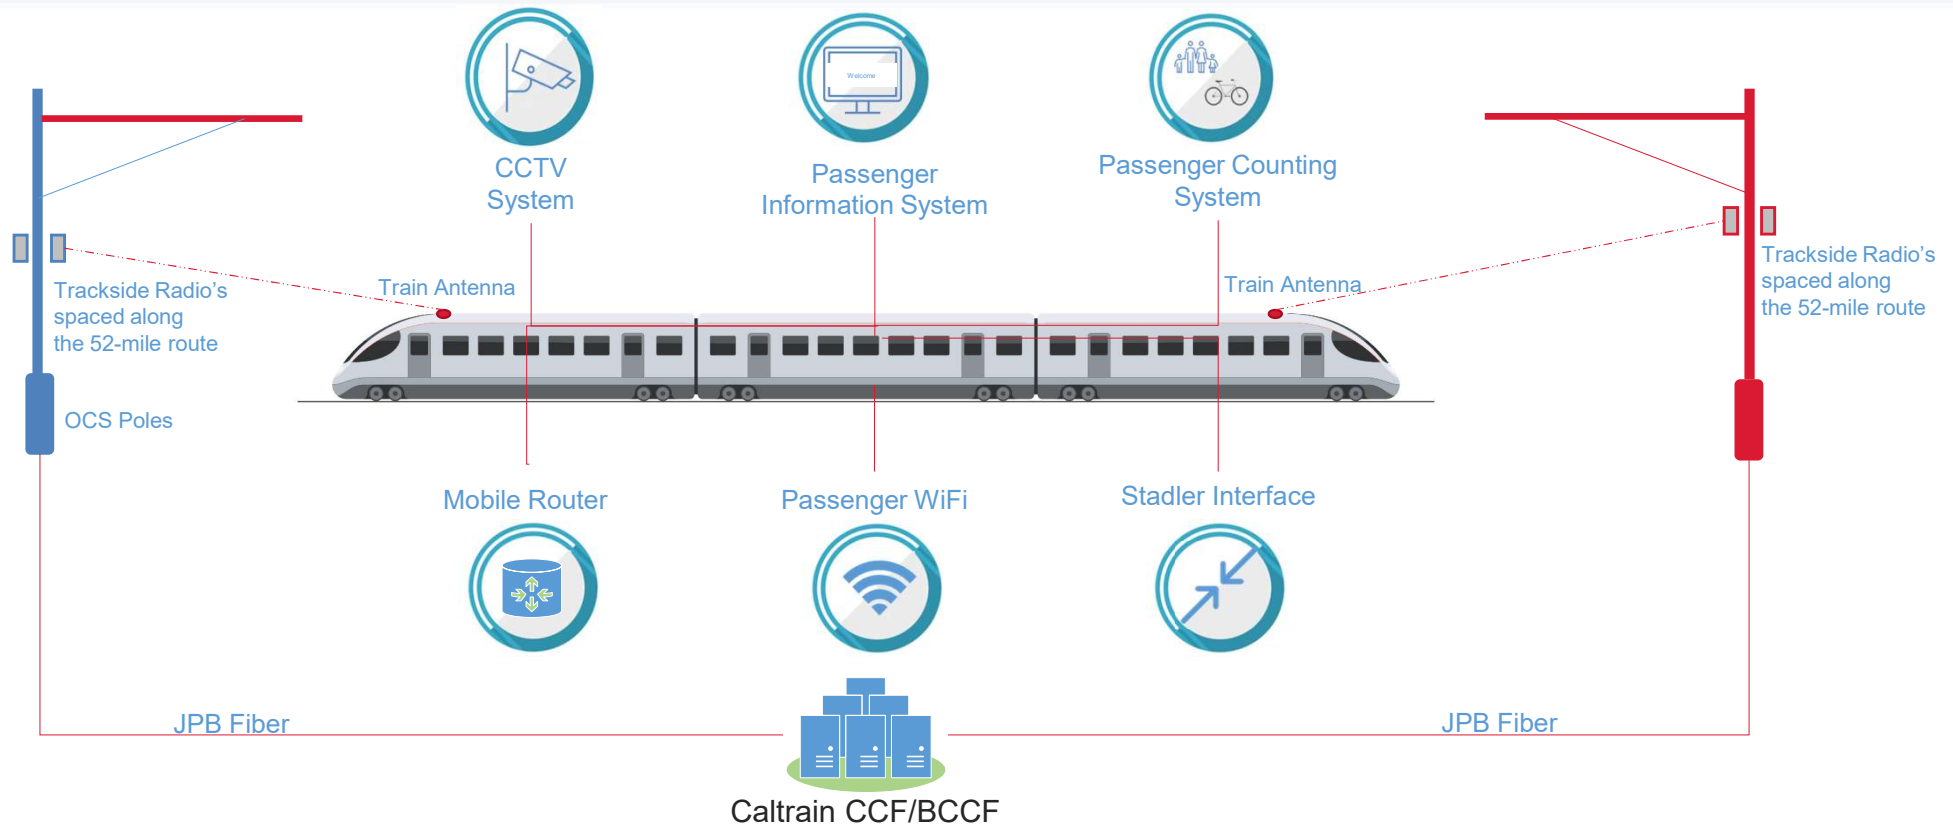 Welcome
CCTV
System
Passenger
Information System
Passenger Counting
System
Train Antenna
Train Antenna
Trackside Radio’s
spaced along
the 52-mile route
Trackside Radio’s
spaced along
the 52-mile route
OCS Poles
Mobile Router
Passenger WiFi
Stadler Interface
JPB Fiber
JPB Fiber
Caltrain CCF/BCCF